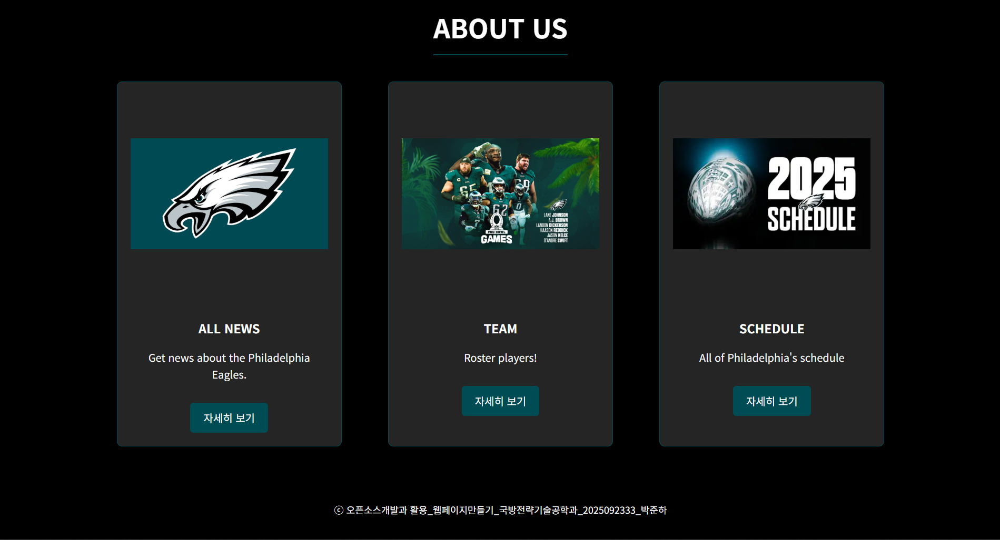 ABOUT US
65
69
62
0
PRO BOWL
GAMES
LANE JOHNSON
A.J. BROWN
LANDON DICKERSON
HAASON REDDICK
JASON KELCE
D'ANDRE SWIFT
2025
SCHEDULE
ALL NEWS
Get news about the Philadelphia
Eagles.
자세히 보기
TEAM
Roster players!
자세히 보기
SCHEDULE
All of Philadelphia's schedule
자세히 보기
ⓒ 오픈소스개발과 활용_웹페이지만들기_국방전략기술공학과_2025092333_박준하